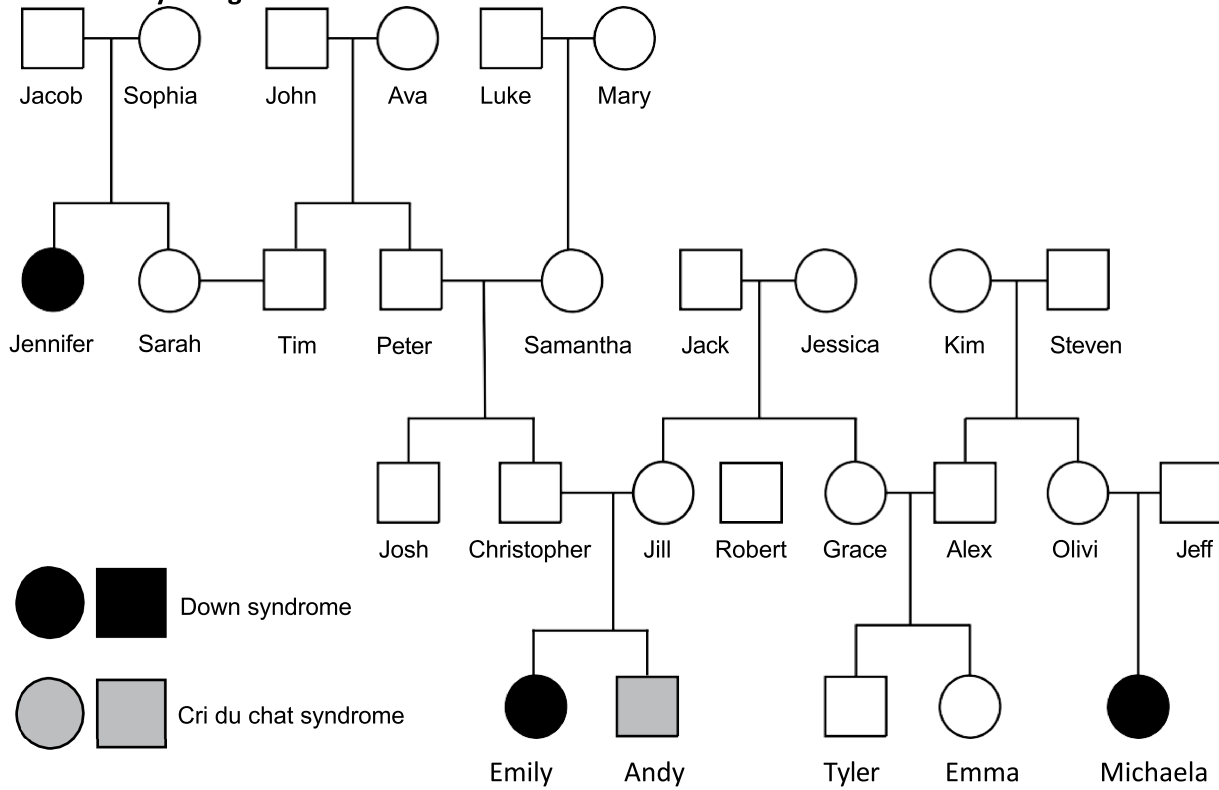 Jacob Sophia John Ava Luke Mary
Jennifer Sarah Tim Peter Samantha Jack Jessica Kim Steven
Josh Christopher Jill Robert Grace Alex Olivi Jeff
Down syndrome
Cri du chat syndrome
Emily Andy Tyler Emma Michaela